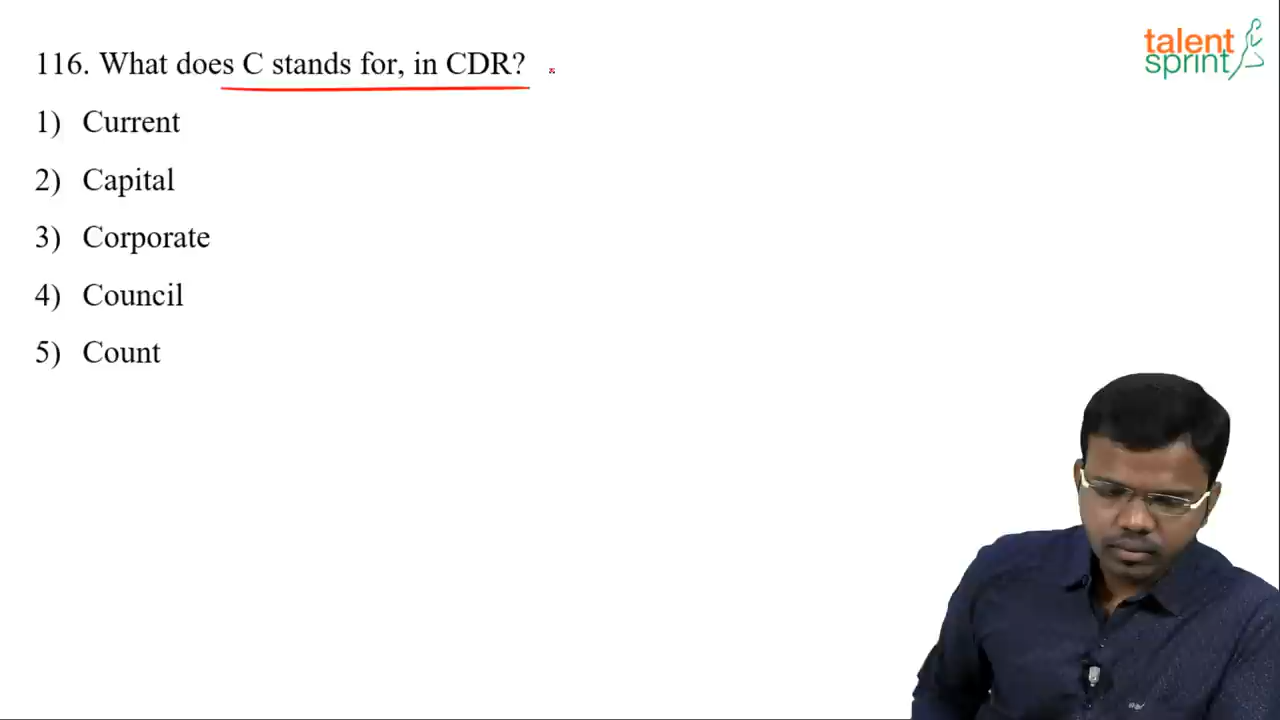 talent
sprint
116. What does C stands for, in CDR?
1) Current
2) Capital
3) Corporate
4) Council
5) Count